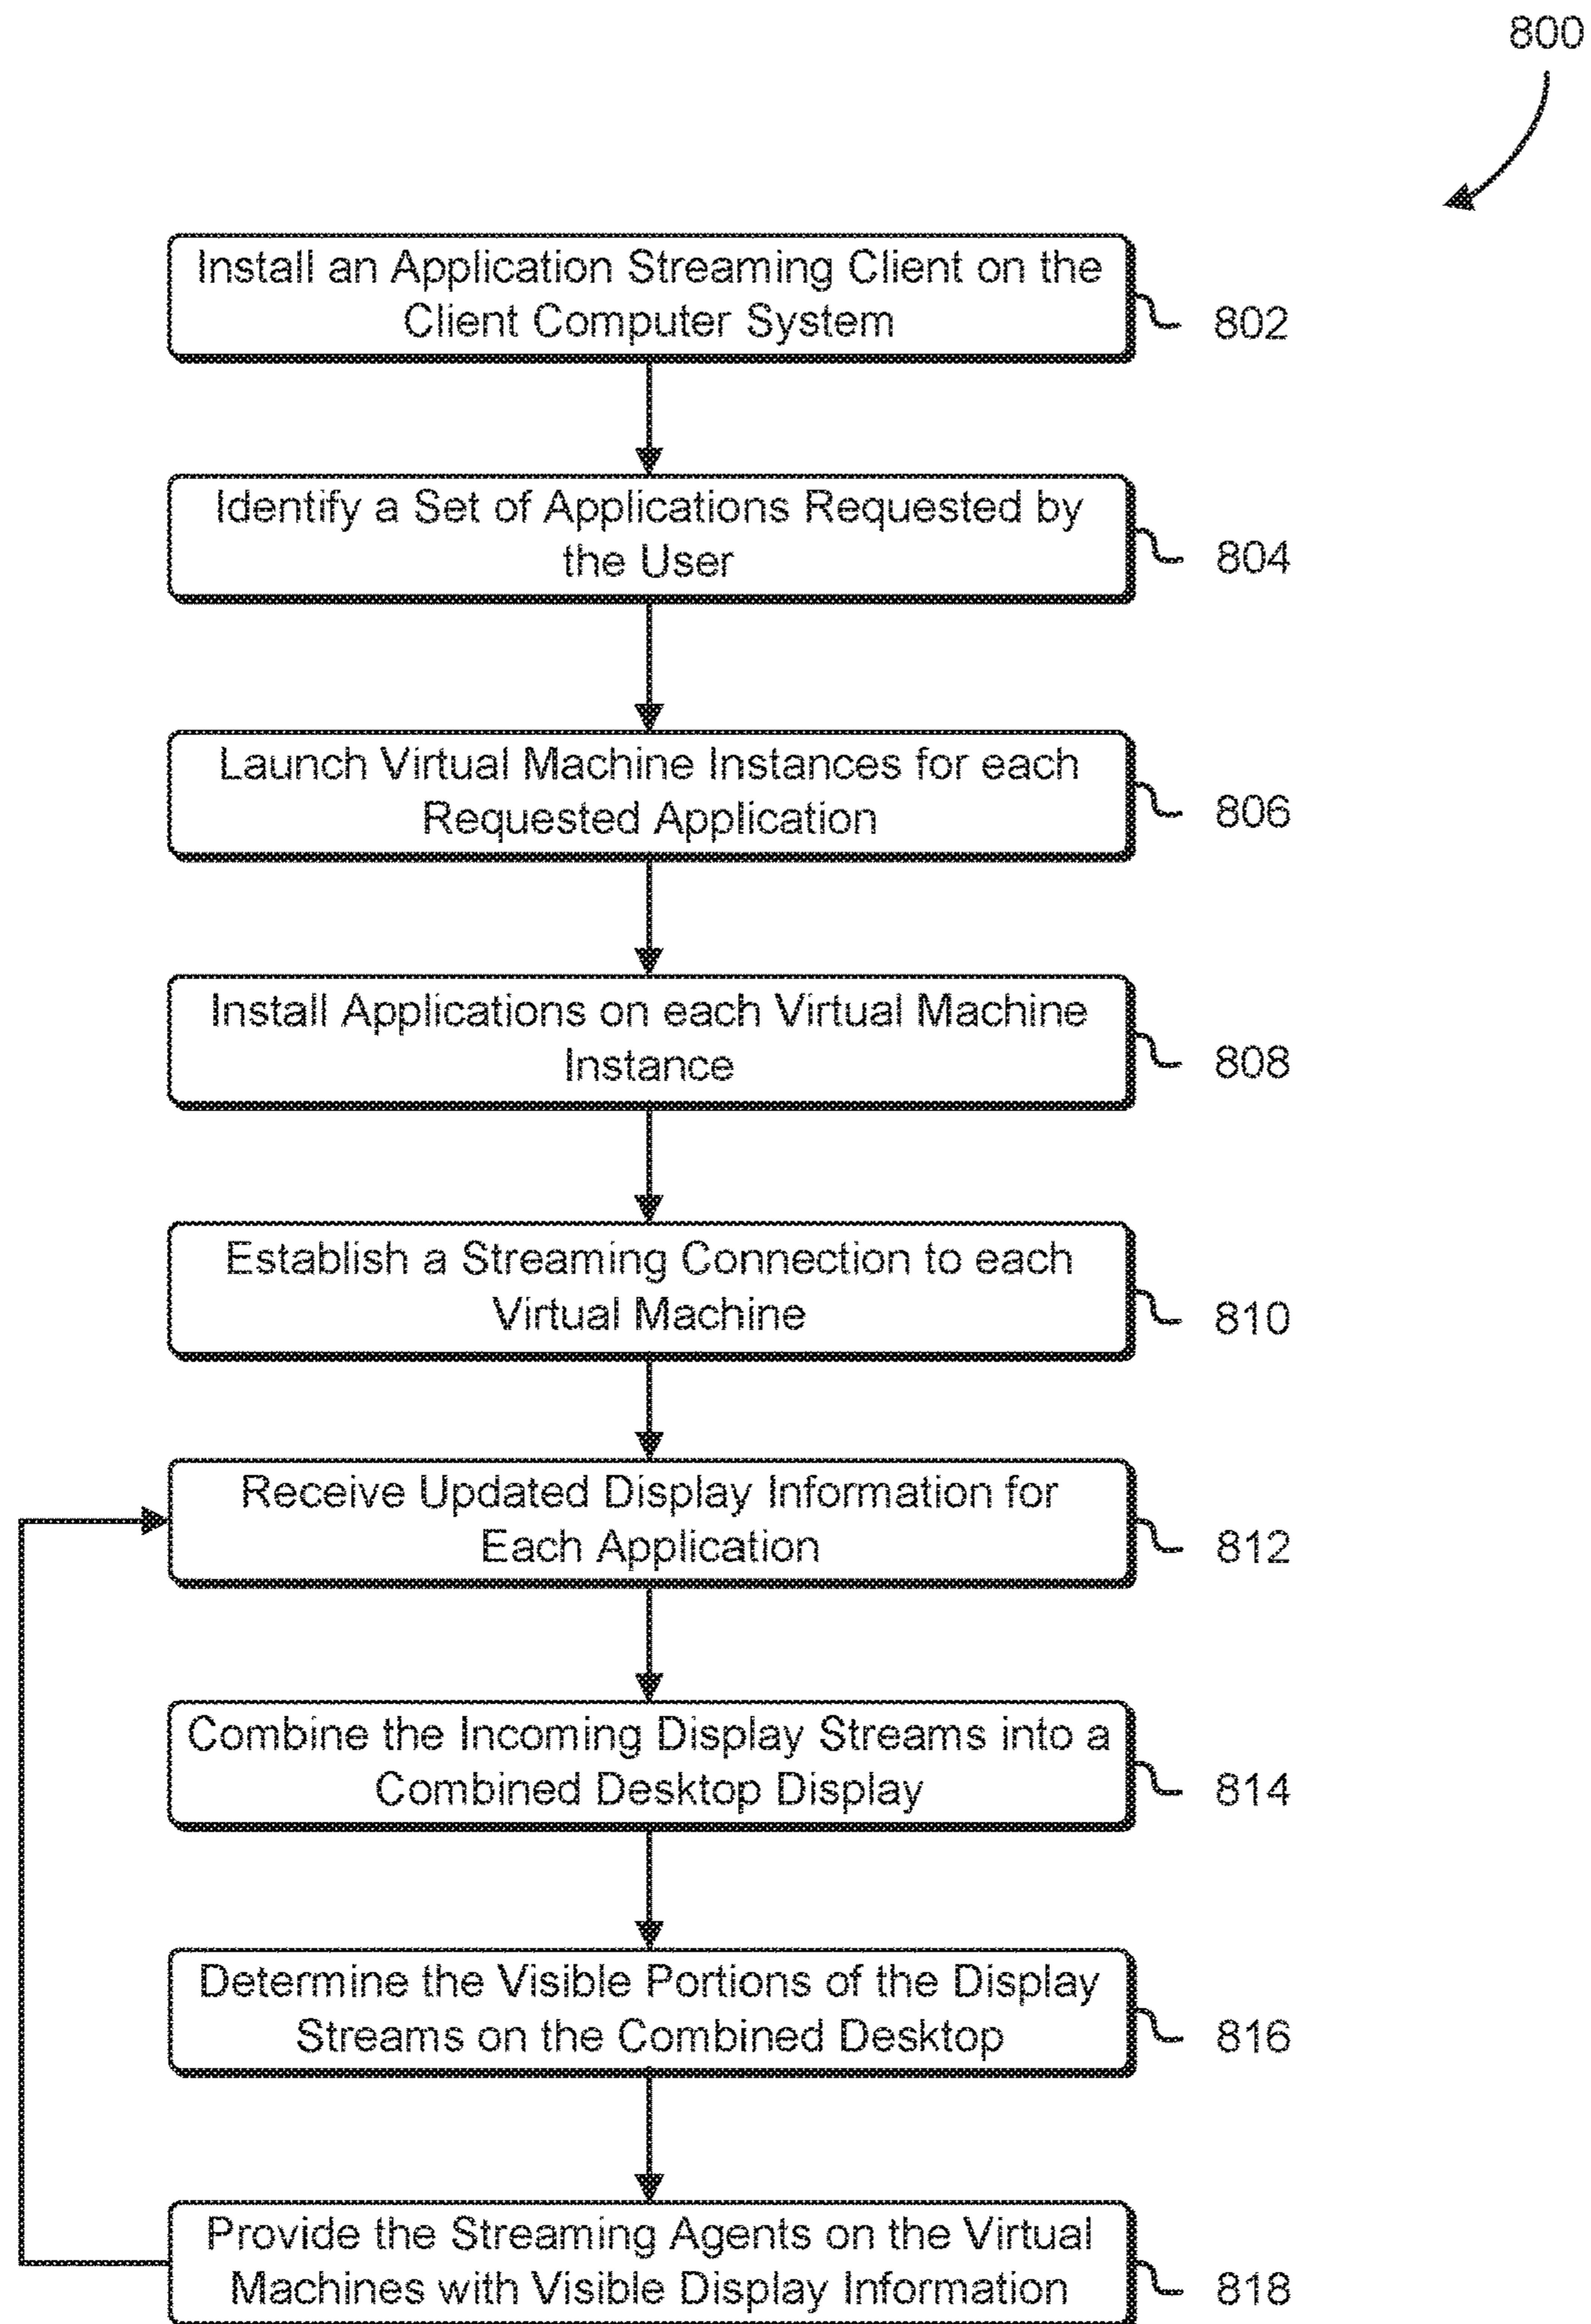 800
Install an Application Streaming Client on the
Client Computer System
802
Identify a Set of Applications Requested by
the User
804
Launch Virtual Machine Instances for each
Requested Application
806
Install Applications on each Virtual Machine
Instance
808
Establish a Streaming Connection to each
Virtual Machine
810
Receive Updated Display Information for
Each Application
812
Combine the Incoming Display Streams into a
Combined Desktop Display
814
Determine the Visible Portions of the Display
Streams on the Combined Desktop
816
Provide the Streaming Agents on the Virtual
Machines with Visible Display Information
818